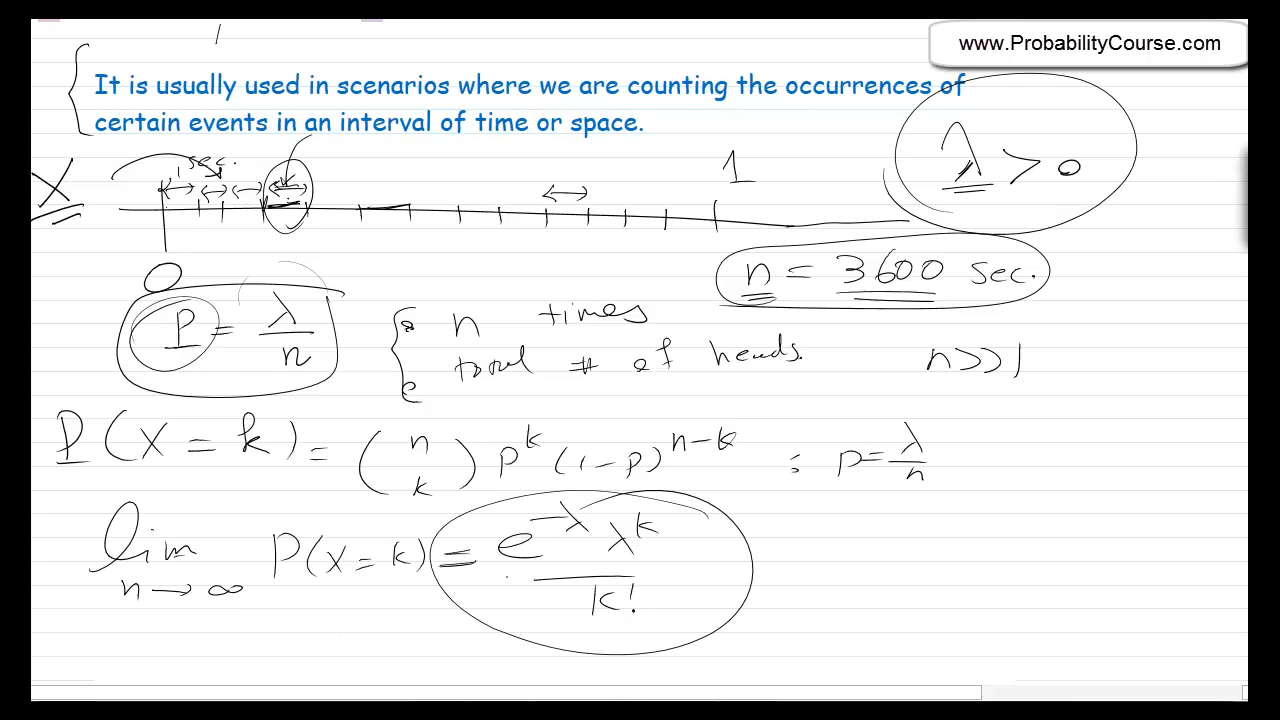 www.ProbabilityCourse.com
It is usually used in scenarios where we are counting the occurrences of
certain events in an interval of time or space.
λ > 0
1 sec.
1
X
0
n = 3600 sec.
P = λ/n
n times
total # of heads.
n>>1
P(X = k) = (n k) p^k (1-p)^{n-k} : p = λ/n
lim n→∞ P(X = k) = e^{-λ} λ^k / k!